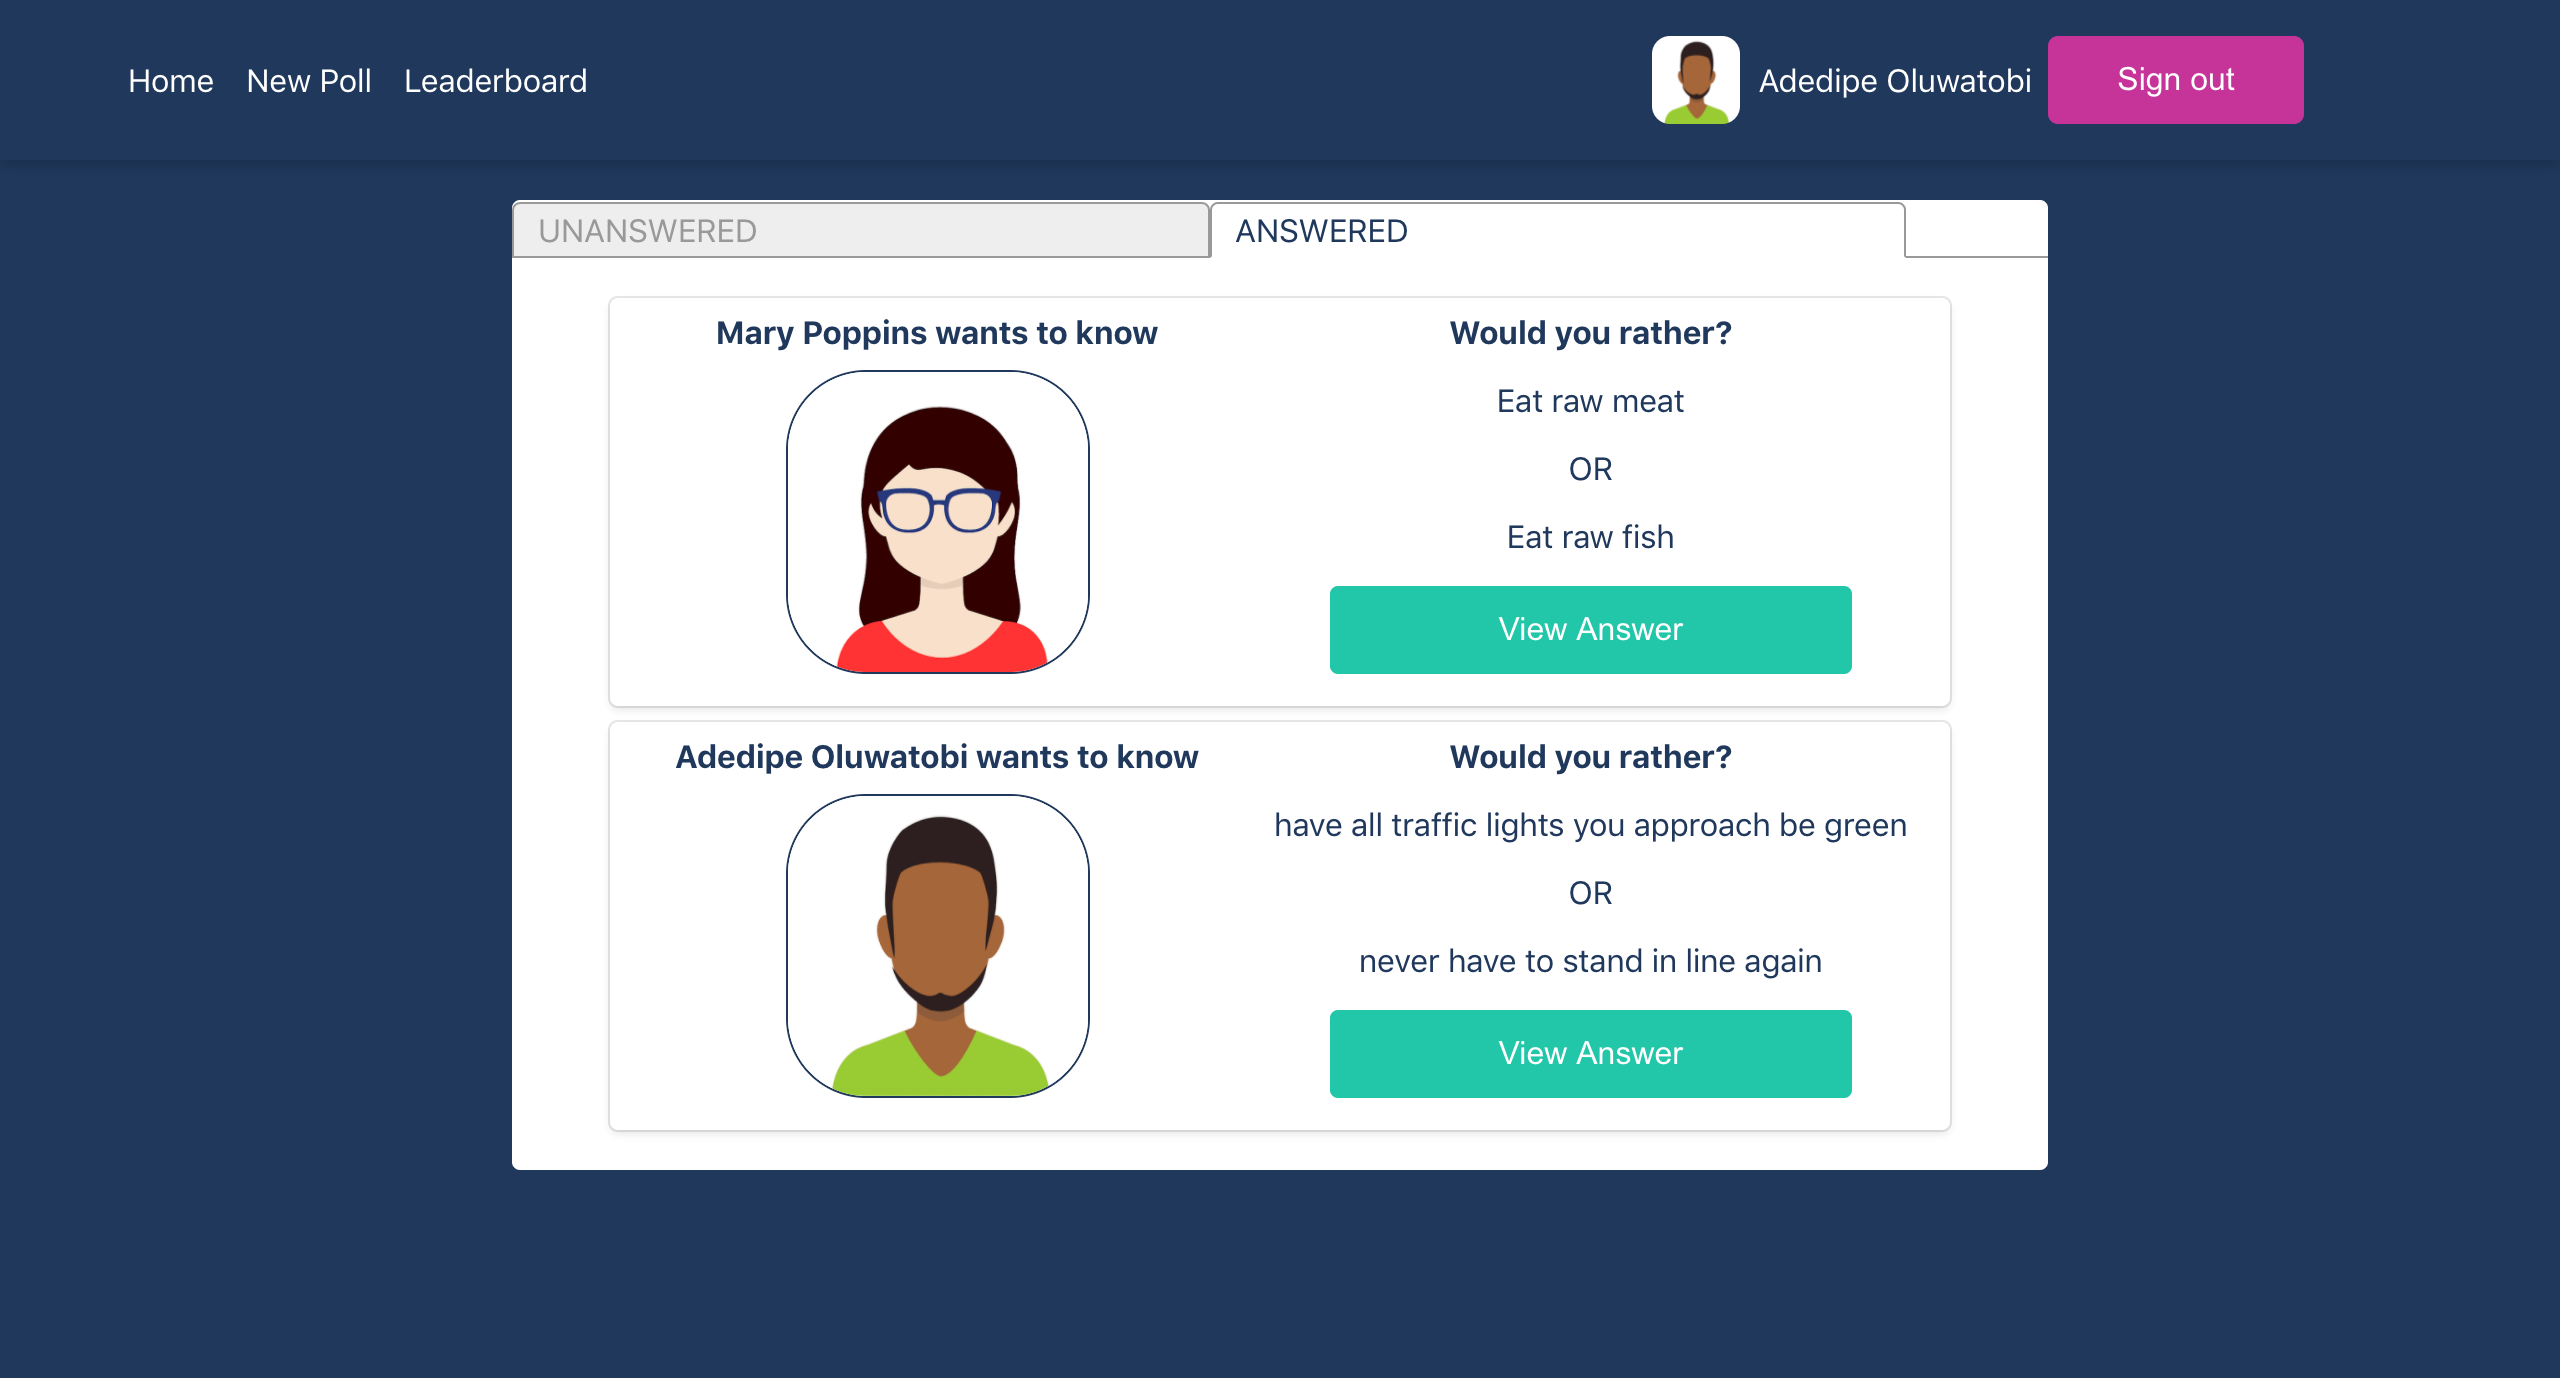 Home New Poll Leaderboard Adedipe Oluwatobi Sign out
UNANSWERED ANSWERED
Mary Poppins wants to know
Would you rather?
Eat raw meat
OR
Eat raw fish
View Answer
Adedipe Oluwatobi wants to know
Would you rather?
have all traffic lights you approach be green
OR
never have to stand in line again
View Answer